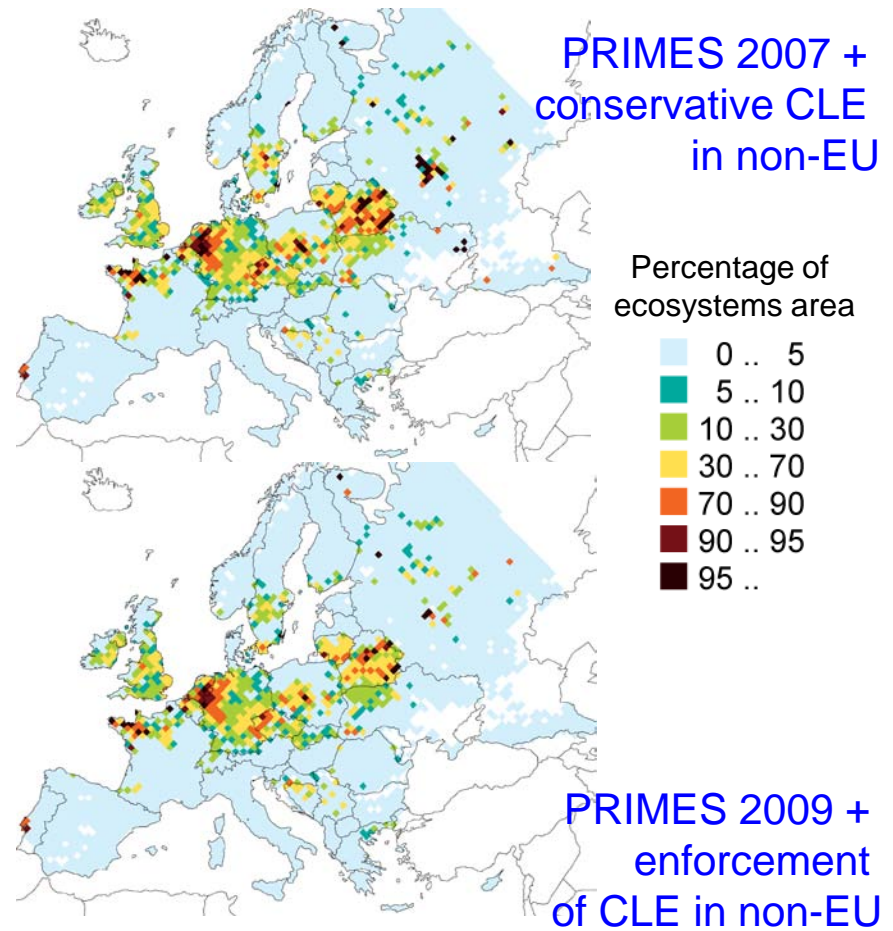 PRIMES 2007 +
conservative CLE
in non-EU
Percentage of
ecosystems area
0 .. 5
5 .. 10
10 .. 30
30 .. 70
70 .. 90
90 .. 95
95 ..
PRIMES 2009 +
enforcement
of CLE in non-EU